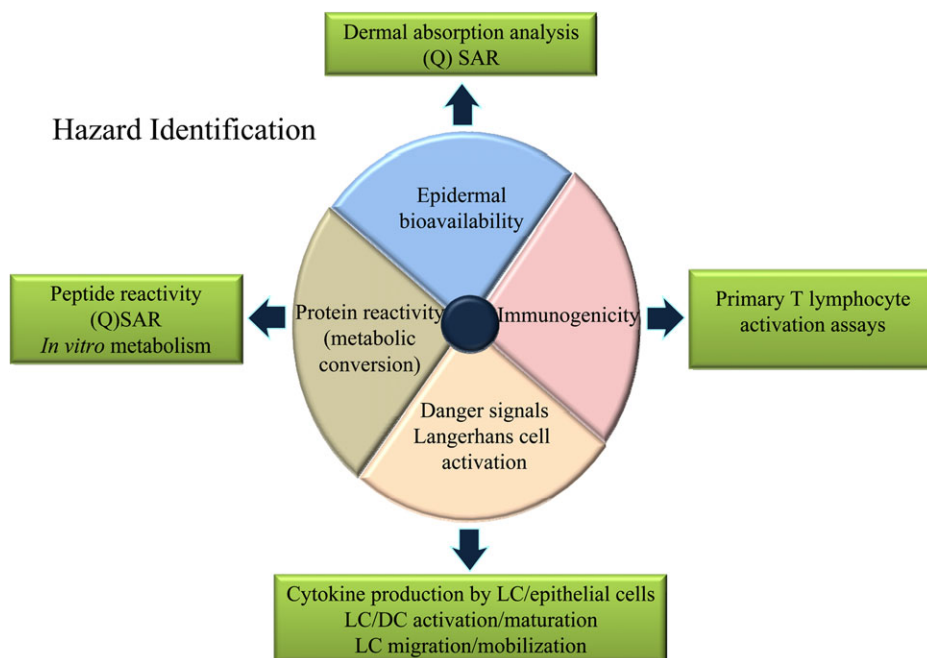 Dermal absorption analysis
(Q) SAR
Hazard Identification
Epidermal
bioavailability
Peptide reactivity
(Q)SAR
In vitro metabolism
Protein reactivity
(metabolic
conversion)
Immunogenicity
Primary T lymphocyte
activation assays
Danger signals
Langerhans cell
activation
Cytokine production by LC/epithelial cells
LC/DC activation/maturation
LC migration/mobilization